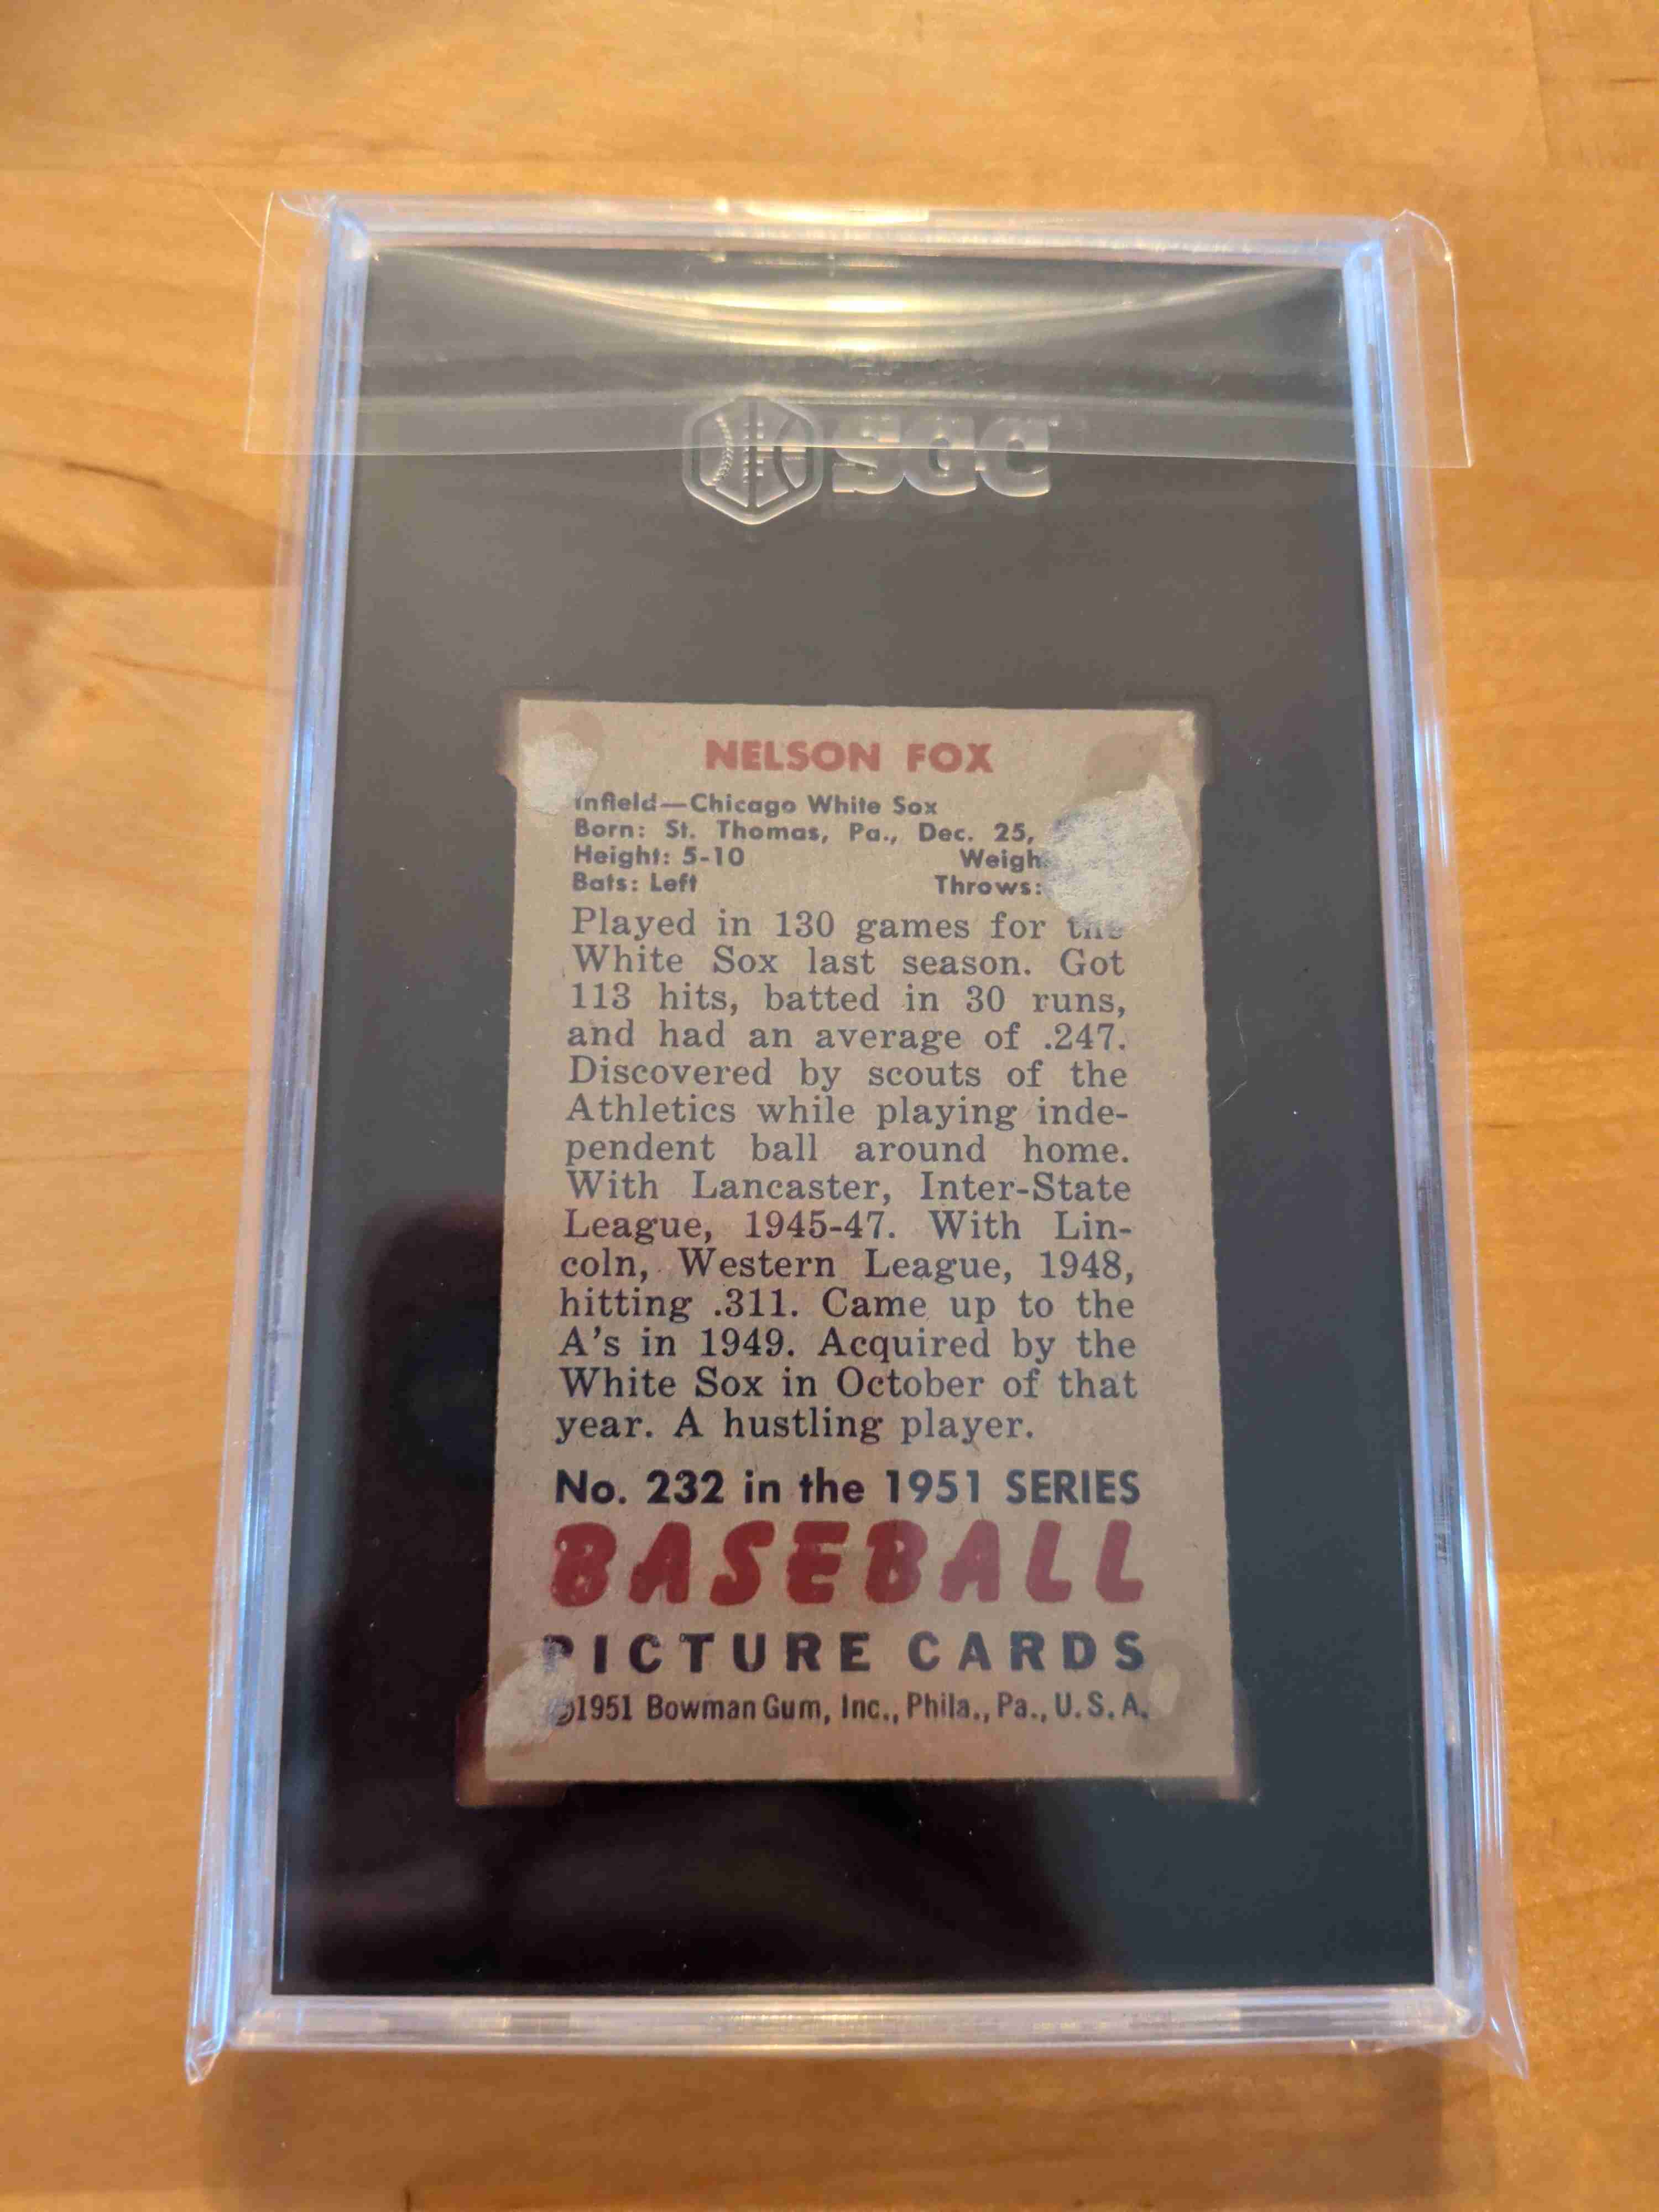 SGC
NELSON FOX
Infield—Chicago White Sox
Born: St. Thomas, Pa., Dec. 25,
Height: 5-10 Weigh
Bats: Left Throws:
Played in 130 games for the
White Sox last season. Got
113 hits, batted in 30 runs,
and had an average of .247.
Discovered by scouts of the
Athletics while playing inde-
pendent ball around home.
With Lancaster, Inter-State
League, 1945-47. With Lin-
coln, Western League, 1948,
hitting .311. Came up to the
A's in 1949. Acquired by the
White Sox in October of that
year. A hustling player.
No. 232 in the 1951 SERIES
BASEBALL
PICTURE CARDS
©1951 Bowman Gum, Inc., Phila., Pa., U. S. A.